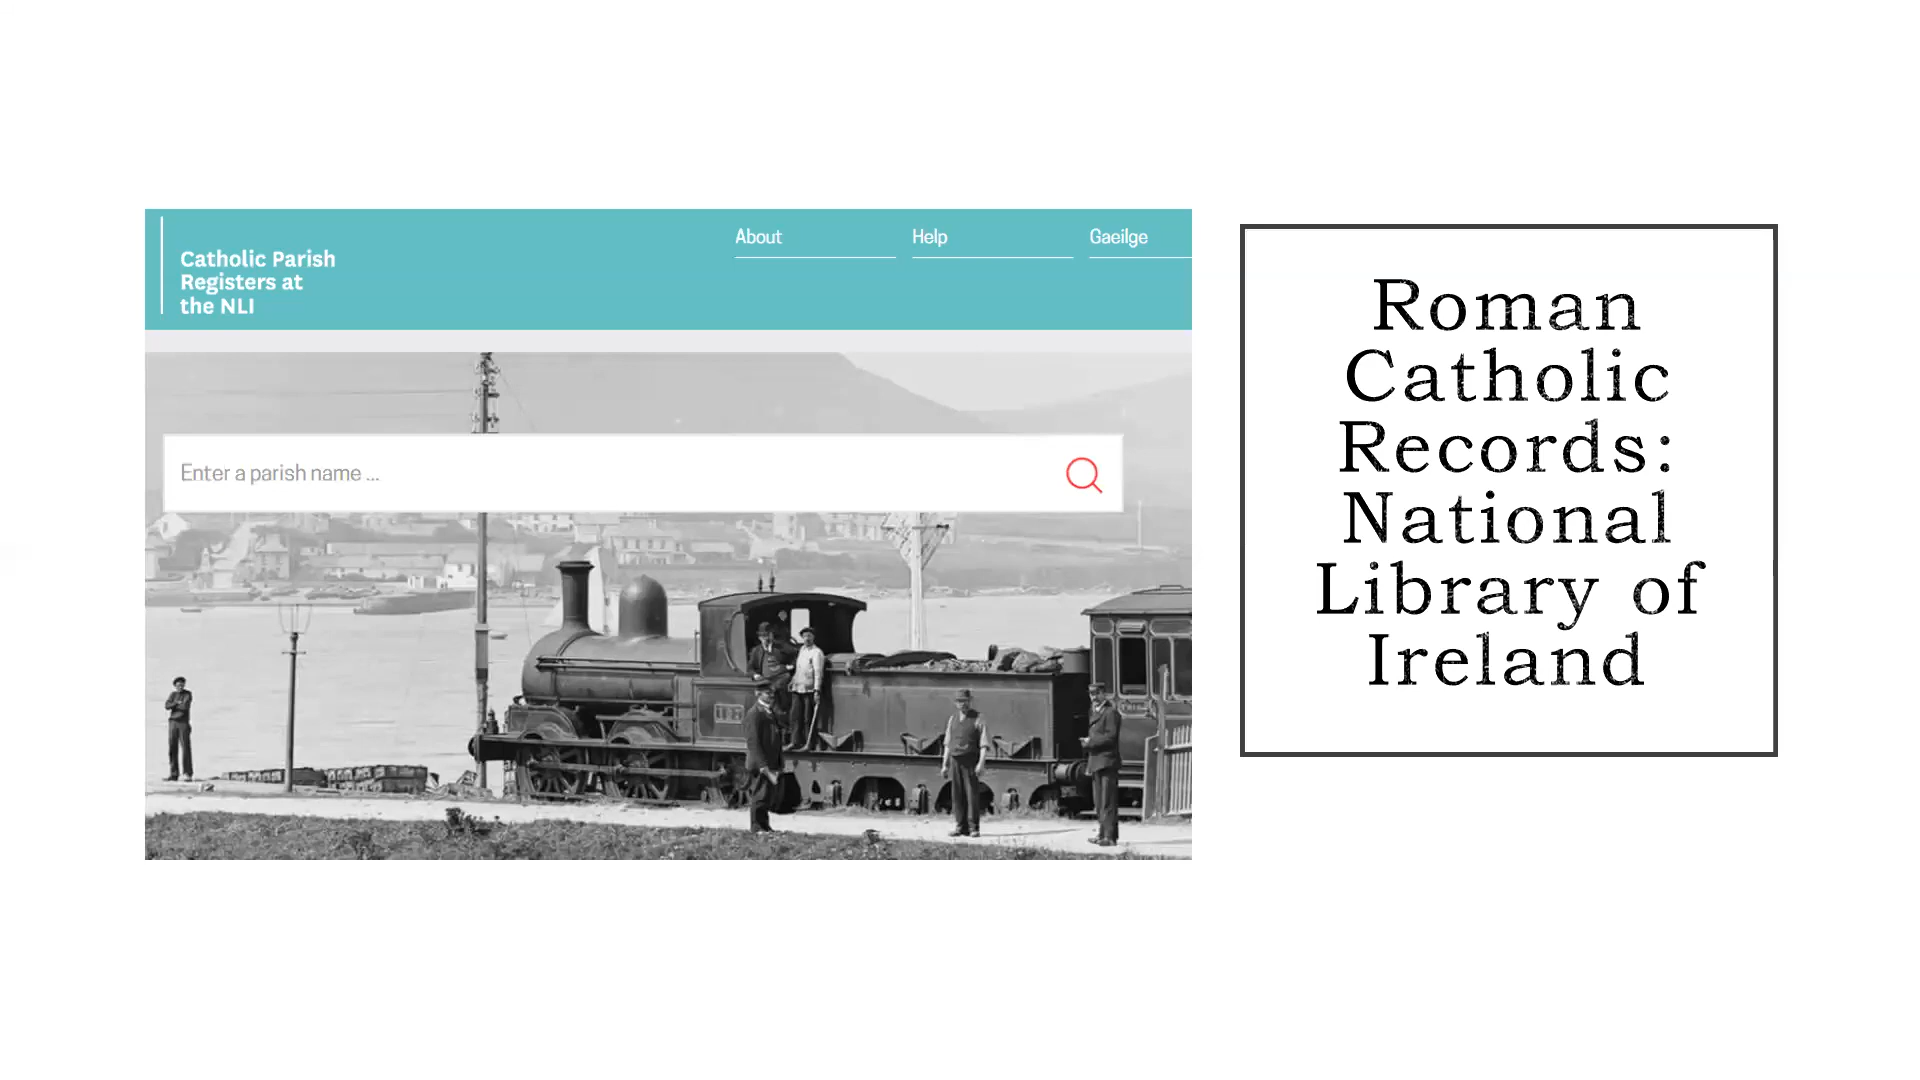 About
Help
Gaeilge
Catholic Parish
Registers at
the NLI
Enter a parish name ...
Roman
Catholic
Records:
National
Library of
Ireland